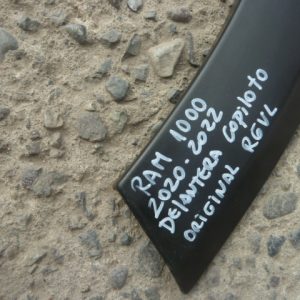 RAM 1000
2020-2022
DELANTERA COPILOTO
ORIGINAL RGVL